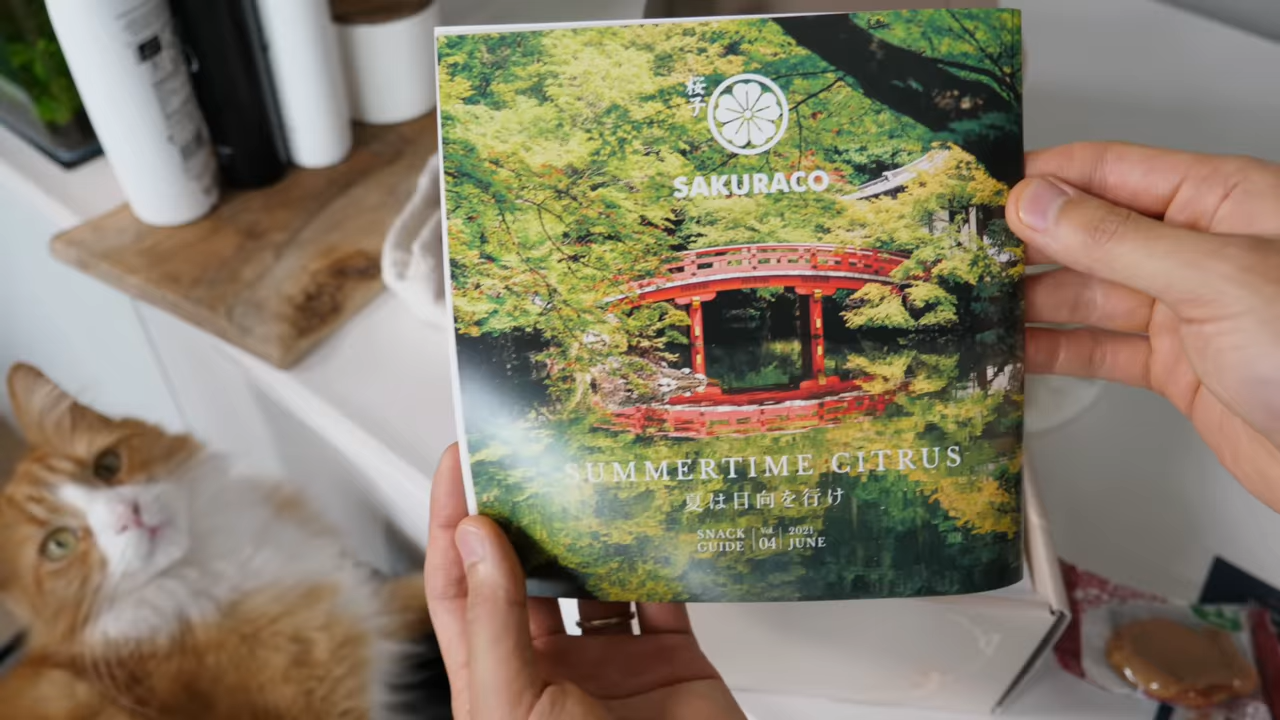 桜子
SAKURACO
SUMMERTIME CITRUS
夏は日向を行け
SNACK GUIDE | Vol. 04 | 2021 JUNE